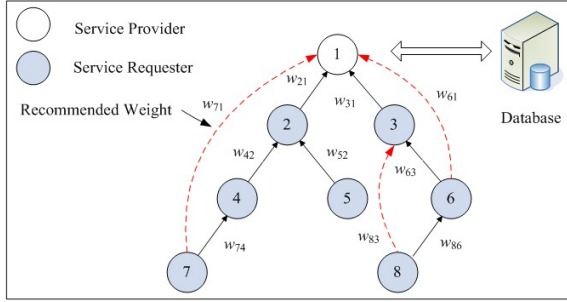 Service Provider
Service Requester
Recommended Weight
Database
1
2
3
4
5
6
7
8
w71
w21
w31
w61
w42
w52
w63
w74
w83
w86